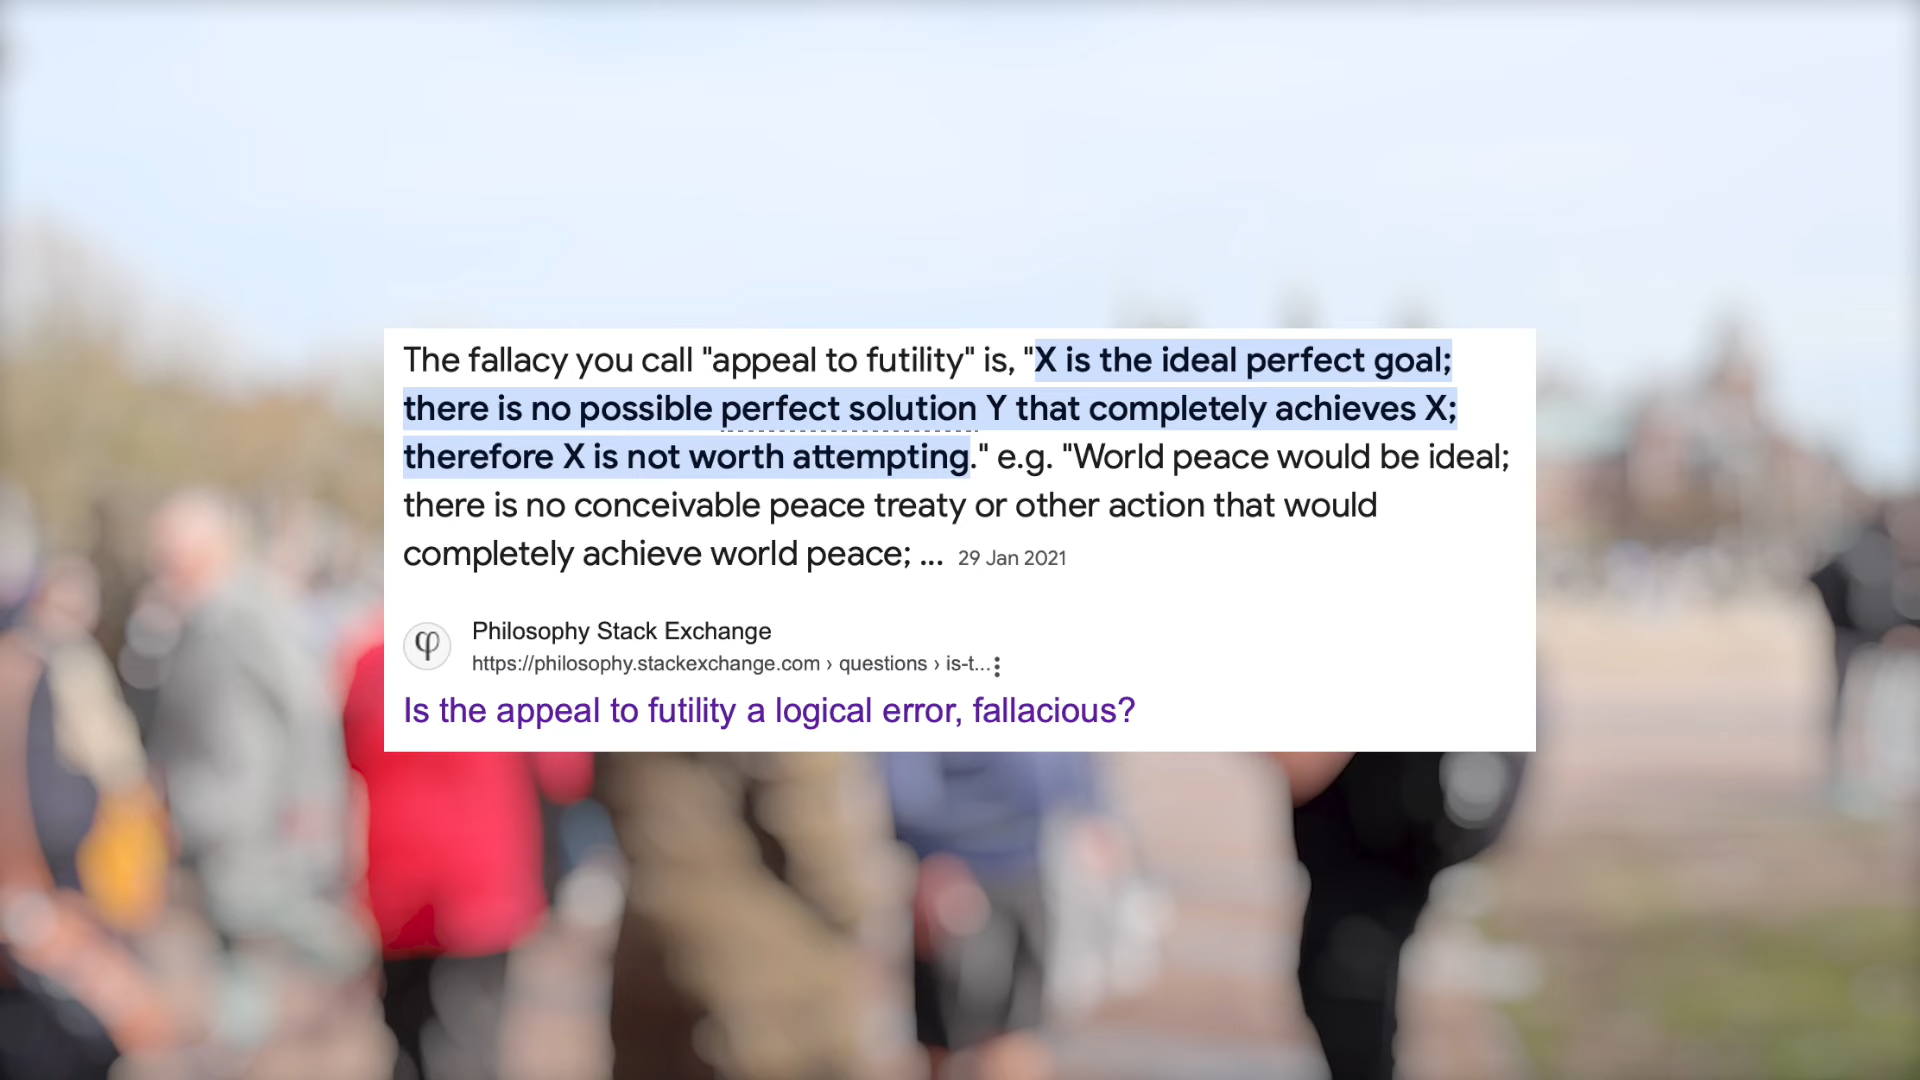 The fallacy you call "appeal to futility" is, "X is the ideal perfect goal;
there is no possible perfect solution Y that completely achieves X;
therefore X is not worth attempting." e.g. "World peace would be ideal;
there is no conceivable peace treaty or other action that would
completely achieve world peace; ... 29 Jan 2021
φ
Philosophy Stack Exchange
https://philosophy.stackexchange.com › questions › is-t...
Is the appeal to futility a logical error, fallacious?